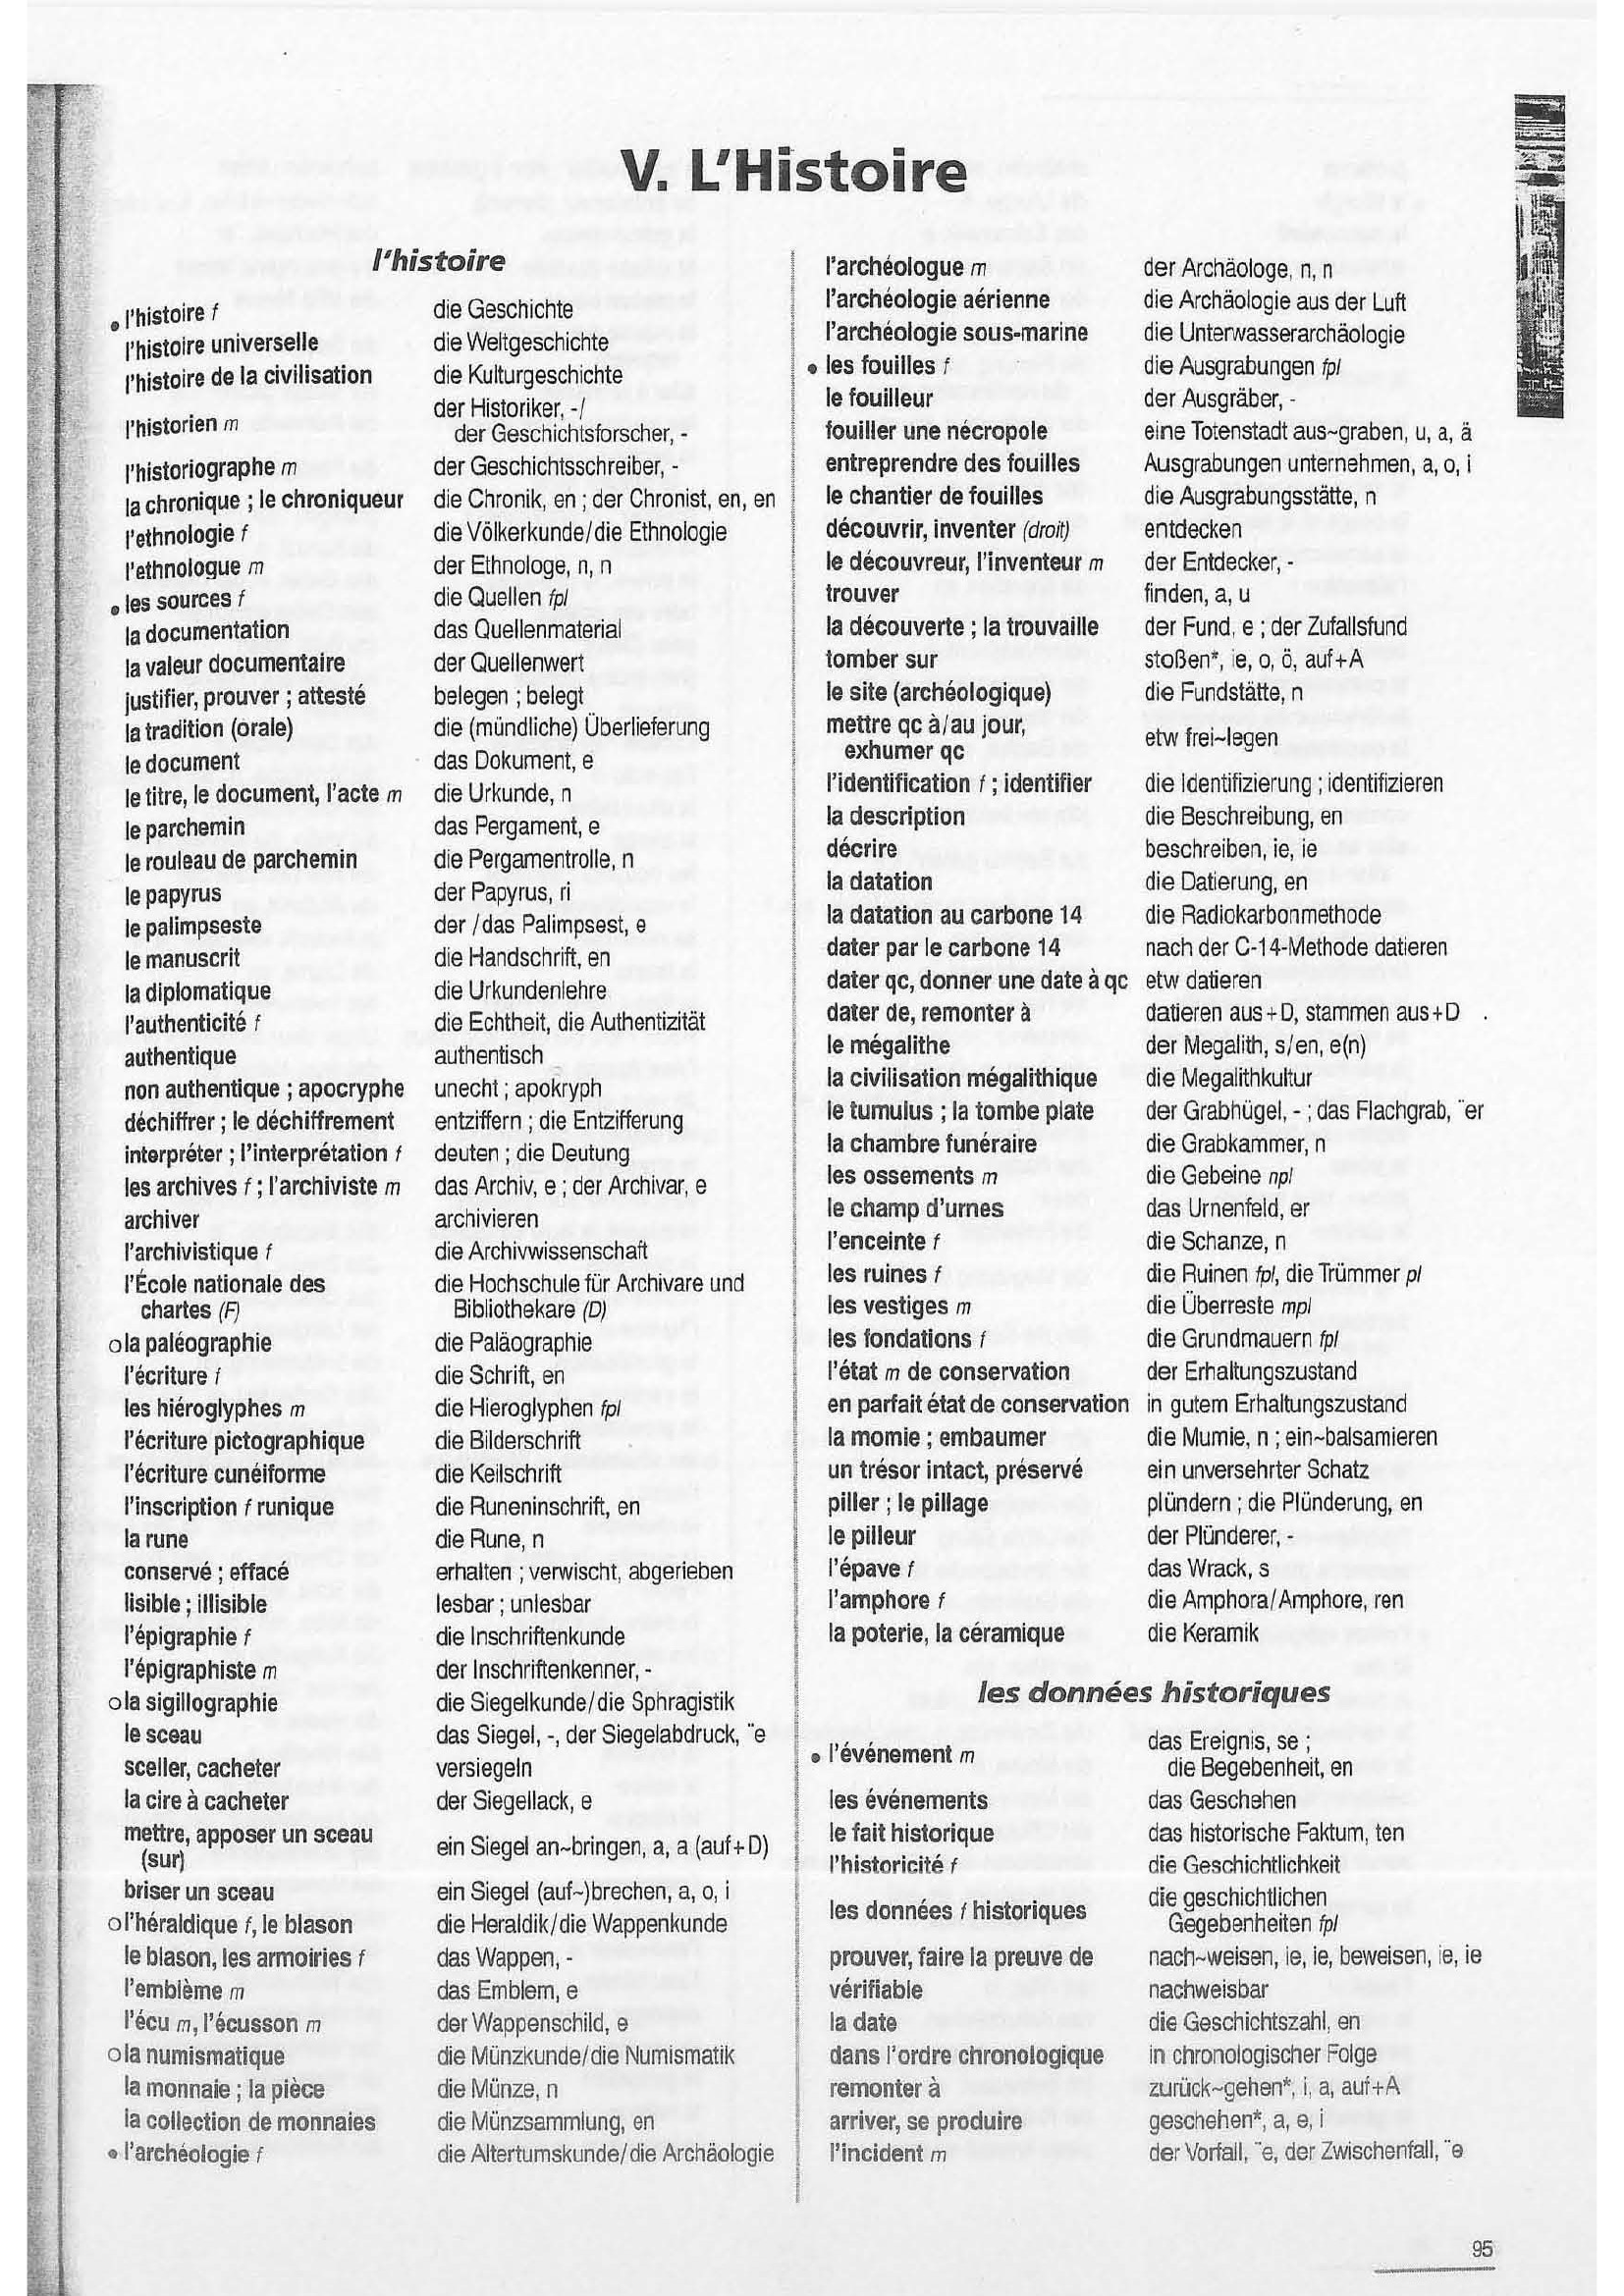 V. L'Histoire
l'histoire
• l'histoire f die Geschichte
l'histoire universelle die Weltgeschichte
l'histoire de la civilisation die Kulturgeschichte
l'historien m der Historiker, -/
der Geschichtsforscher, -
l'historiographe m der Geschichtsschreiber, -
la chronique ; le chroniqueur die Chronik, en ; der Chronist, en, en
l'ethnologie f die Völkerkunde/die Ethnologie
l'ethnologue m der Ethnologe, n, n
• les sources f die Quellen fpl
la documentation das Quellenmaterial
la valeur documentaire der Quellenwert
justifier, prouver ; attesté belegen ; belegt
la tradition (orale) die (mündliche) Überlieferung
le document das Dokument, e
le titre, le document, l'acte m die Urkunde, n
le parchemin das Pergament, e
le rouleau de parchemin die Pergamentrolle, n
le papyrus der Papyrus, ri
le palimpseste der /das Palimpsest, e
le manuscrit die Handschrift, en
la diplomatique die Urkundenlehre
l'authenticité f die Echtheit, die Authentizität
authentique authentisch
non authentique ; apocryphe unecht ; apokryph
déchiffrer ; le déchiffrement entziffern ; die Entzifferung
interpréter ; l'interprétation f deuten ; die Deutung
les archives f ; l'archiviste m das Archiv, e ; der Archivar, e
archiver archivieren
l'archivistique f die Archivwissenschaft
l'École nationale des die Hochschule für Archivare und
chartes (F) Bibliothekare (D)
o la paléographie die Paläographie
l'écriture f die Schrift, en
les hiéroglyphes m die Hieroglyphen fpl
l'écriture pictographique die Bilderschrift
l'écriture cunéiforme die Keilschrift
l'inscription f runique die Runeninschrift, en
la rune die Rune, n
conservé ; effacé erhalten ; verwischt, abgerieben
lisible ; illisible lesbar ; unlesbar
l'épigraphie f die Inschriftenkunde
l'épigraphiste m der Inschriftenkenner, -
o la sigillographie die Siegelkunde/die Sphragistik
le sceau das Siegel, -, der Siegelabdruck, ¨e
sceller, cacheter versiegeln
la cire à cacheter der Siegellack, e
mettre, apposer un sceau
(sur) ein Siegel an~bringen, a, a (auf+D)
briser un sceau ein Siegel (auf~)brechen, a, o, i
o l'héraldique f, le blason die Heraldik/die Wappenkunde
le blason, les armoiries f das Wappen, -
l'emblème m das Emblem, e
l'écu m, l'écusson m der Wappenschild, e
o la numismatique die Münzkunde/die Numismatik
la monnaie ; la pièce die Münze, n
la collection de monnaies die Münzsammlung, en
• l'archéologie f die Altertumskunde/die Archäologie
l'archéologue m der Archäologe, n, n
l'archéologie aérienne die Archäologie aus der Luft
l'archéologie sous-marine die Unterwasserarchäologie
• les fouilles f die Ausgrabungen fpl
le fouilleur der Ausgräber, -
fouiller une nécropole eine Totenstadt aus~graben, u, a, ä
entreprendre des fouilles Ausgrabungen unternehmen, a, o, i
le chantier de fouilles die Ausgrabungsstätte, n
découvrir, inventer (droit) entdecken
le découvreur, l'inventeur m der Entdecker, -
trouver finden, a, u
la découverte ; la trouvaille der Fund, e ; der Zufallsfund
tomber sur stoßen*, ie, o, ö, auf+A
le site (archéologique) die Fundstätte, n
mettre qc à/au jour,
exhumer qc etw frei~legen
l'identification f ; identifier die Identifizierung ; identifizieren
la description die Beschreibung, en
décrire beschreiben, ie, ie
la datation die Datierung, en
la datation au carbone 14 die Radiokarbonmethode
dater par le carbone 14 nach der C-14-Methode datieren
dater qc, donner une date à qc etw datieren
dater de, remonter à datieren aus+D, stammen aus+D
le mégalithe der Megalith, s/en, e(n)
la civilisation mégalithique die Megalithkultur
le tumulus ; la tombe plate der Grabhügel, - ; das Flachgrab, ¨er
la chambre funéraire die Grabkammer, n
les ossements m die Gebeine npl
le champ d'urnes das Urnenfeld, er
l'enceinte f die Schanze, n
les ruines f die Ruinen fpl, die Trümmer pl
les vestiges m die Überreste mpl
les fondations f die Grundmauern fpl
l'état m de conservation der Erhaltungszustand
en parfait état de conservation in gutem Erhaltungszustand
la momie ; embaumer die Mumie, n ; ein~balsamieren
un trésor intact, préservé ein unversehrter Schatz
piller ; le pillage plündern ; die Plünderung, en
le pilleur der Plünderer, -
l'épave f das Wrack, s
l'amphore f die Amphora/Amphore, ren
la poterie, la céramique die Keramik
les données historiques
• l'événement m das Ereignis, se ;
die Begebenheit, en
les événements das Geschehen
le fait historique das historische Faktum, ten
l'historicité f die Geschichtlichkeit
les données f historiques die geschichtlichen
Gegebenheiten fpl
prouver, faire la preuve de nach~weisen, ie, ie, beweisen, ie, ie
vérifiable nachweisbar
la date die Geschichtszahl, en
dans l'ordre chronologique in chronologischer Folge
remonter à zurück~gehen*, i, a, auf+A
arriver, se produire geschehen*, a, e, i
l'incident m der Vorfall, ¨e, der Zwischenfall, ¨e
95